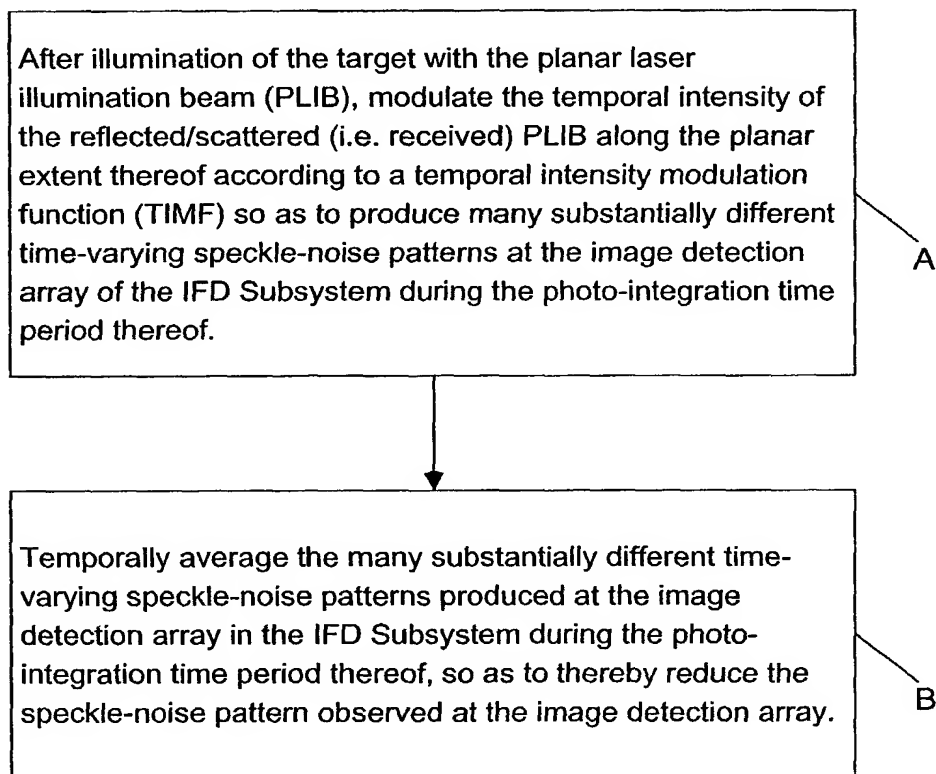 After illumination of the target with the planar laser
illumination beam (PLIB), modulate the temporal intensity of
the reflected/scattered (i.e. received) PLIB along the planar
extent thereof according to a temporal intensity modulation
function (TIMF) so as to produce many substantially different
time-varying speckle-noise patterns at the image detection
array of the IFD Subsystem during the photo-integration time
period thereof.
A
Temporally average the many substantially different time-
varying speckle-noise patterns produced at the image
detection array in the IFD Subsystem during the photo-
integration time period thereof, so as to thereby reduce the
speckle-noise pattern observed at the image detection array.
B